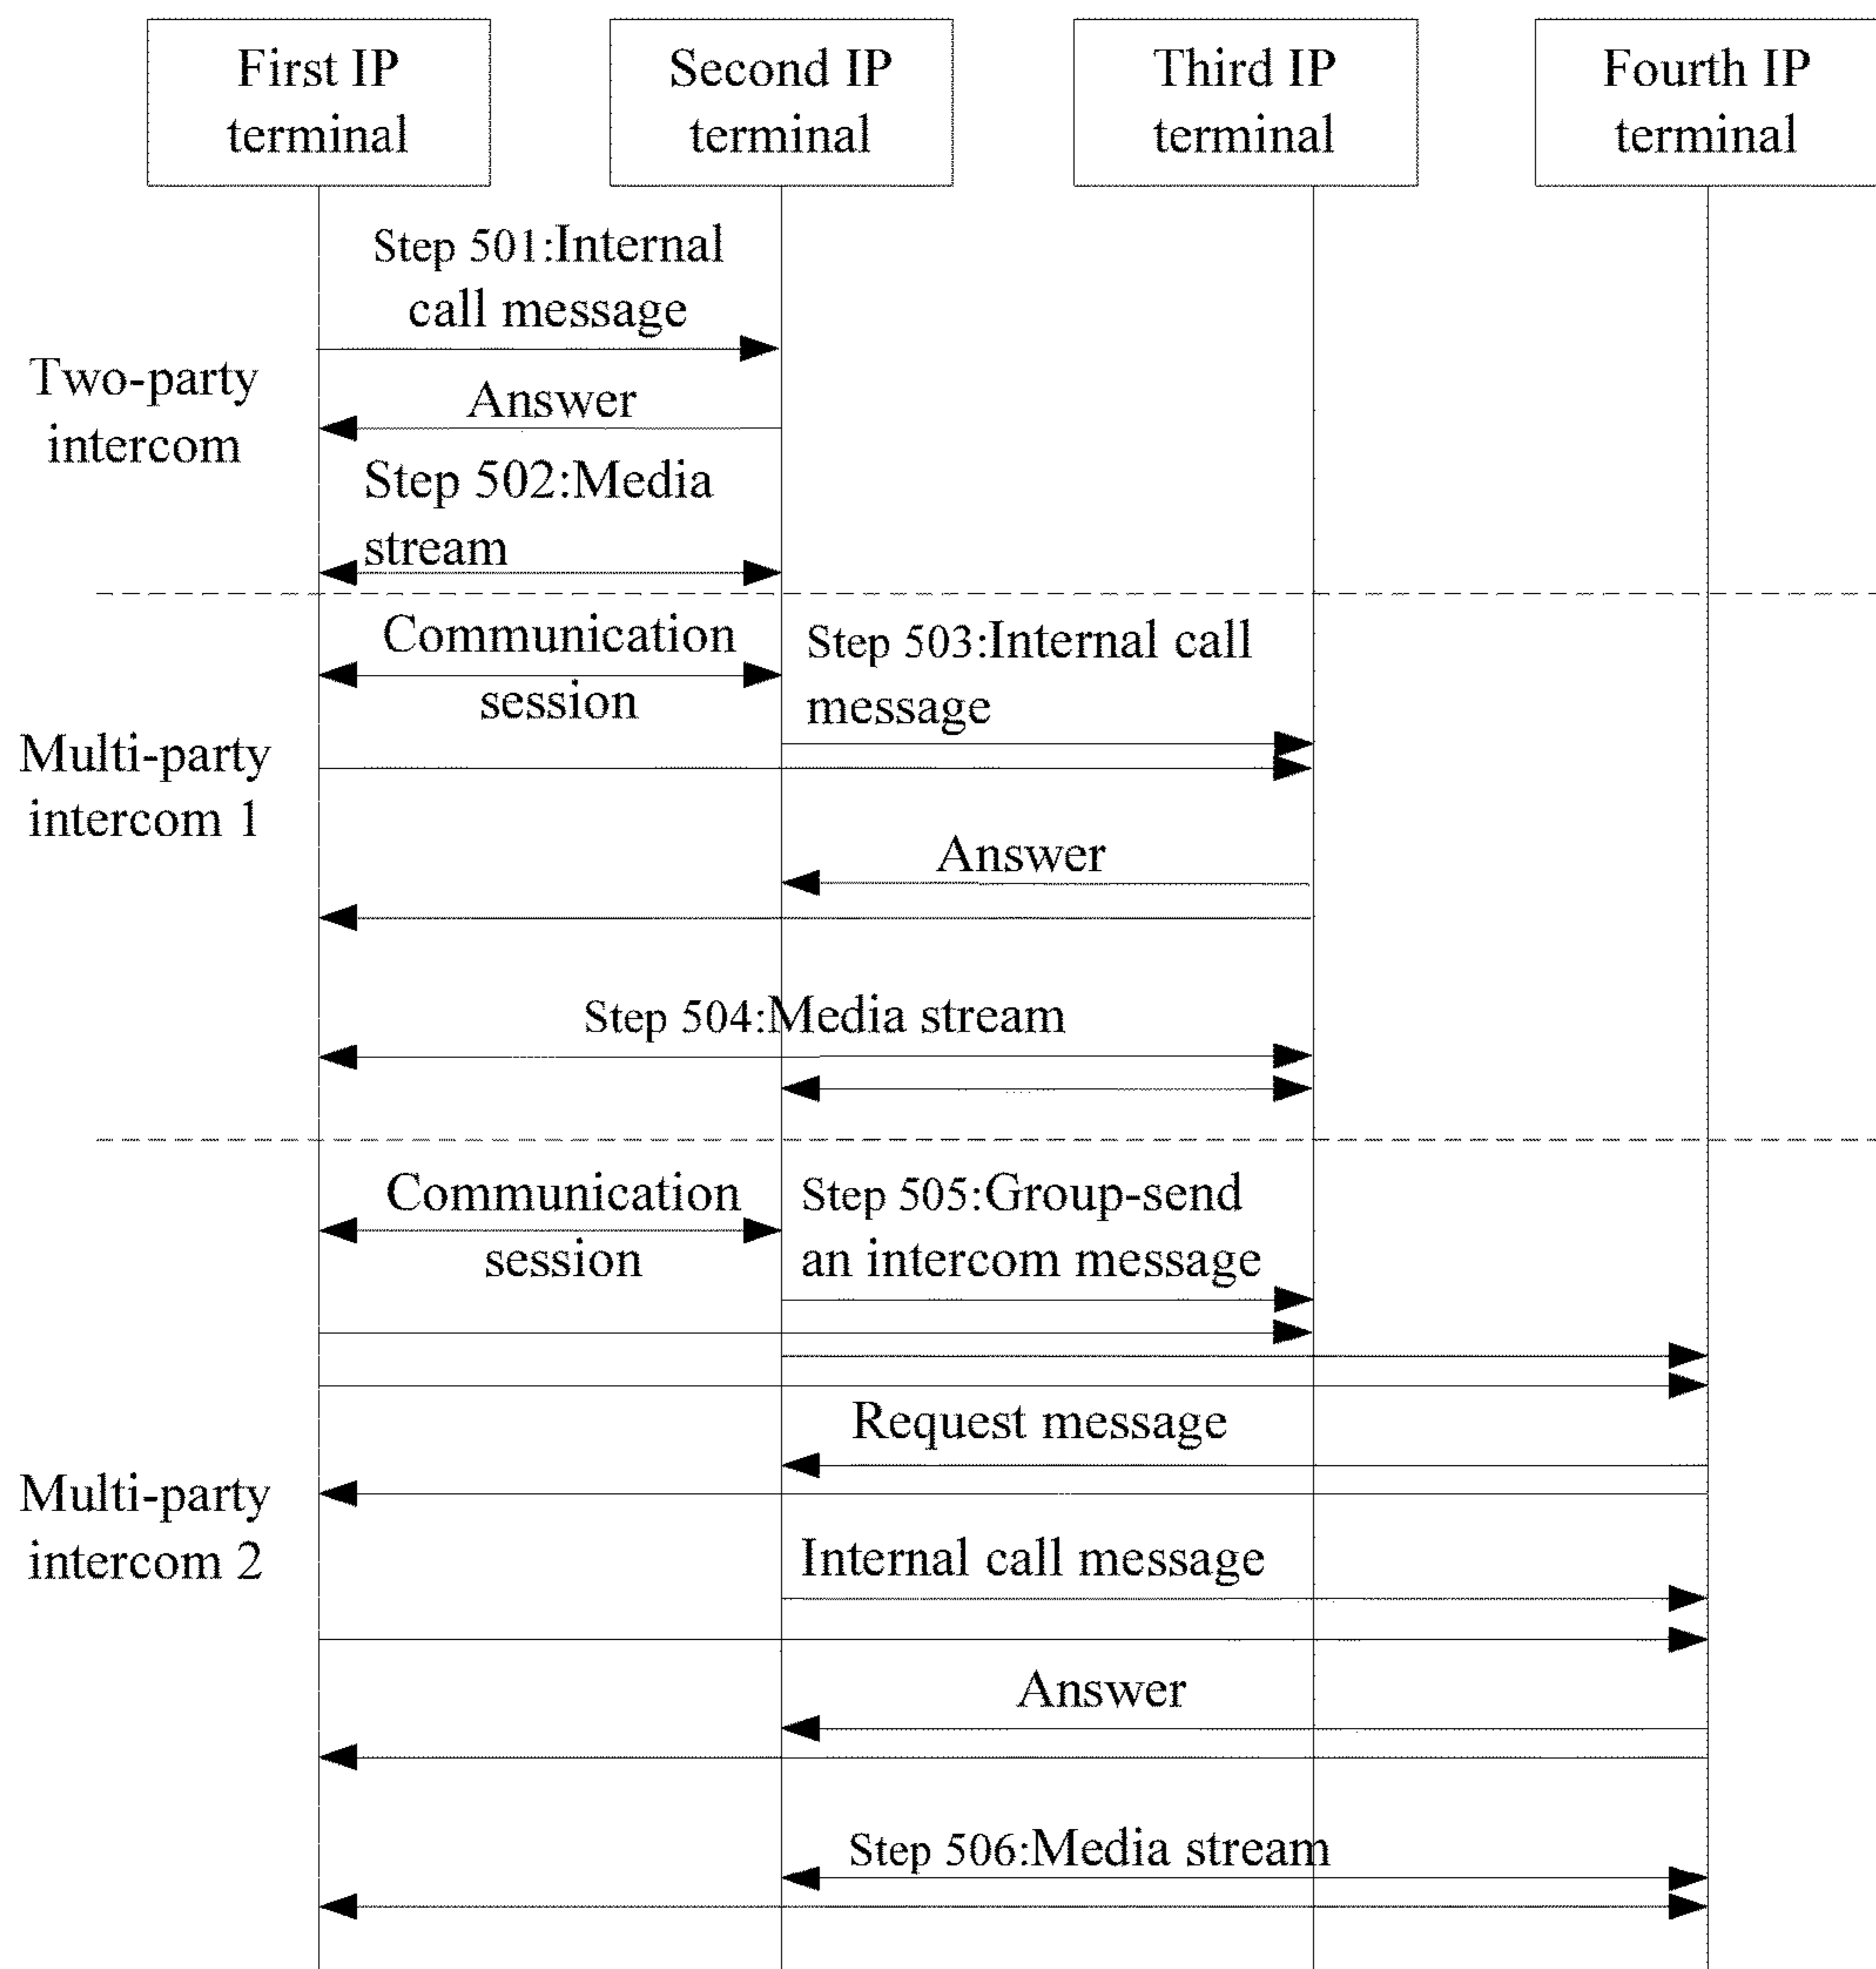 First IP
terminal
Second IP
terminal
Third IP
terminal
Fourth IP
terminal
Two-party
intercom
Step 501:Internal
call message
Answer
Step 502:Media
stream
Multi-party
intercom 1
Communication
session
Step 503:Internal call
message
Answer
Step 504:Media stream
Multi-party
intercom 2
Communication
session
Step 505:Group-send
an intercom message
Request message
Internal call message
Answer
Step 506:Media stream